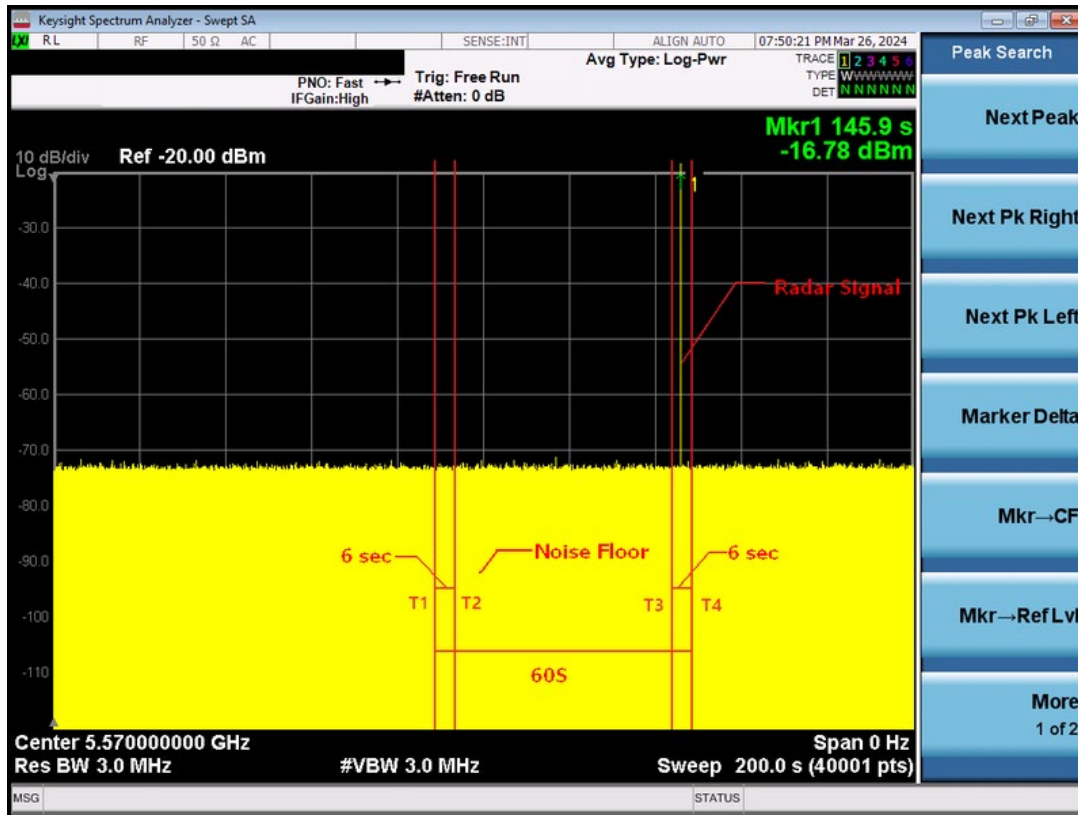 Keysight Spectrum Analyzer - Swept SA
LXI RL RF 50 Ω AC SENSE:INT ALIGN AUTO 07:50:21 PM Mar 26, 2024
PNO: Fast
IFGain:High
Trig: Free Run
#Atten: 0 dB
Avg Type: Log-Pwr
TRACE 1 2 3 4 5 6
TYPE WWWWWW
DET N N N N N N
Mkr1 145.9 s
-16.78 dBm
10 dB/div Ref -20.00 dBm
Log
1
-30.0
-40.0
-50.0
-60.0
-70.0
-80.0
-90.0
-100
-110
Radar Signal
6 sec
Noise Floor
6 sec
T1 T2 T3 T4
60S
Center 5.570000000 GHz Span 0 Hz
Res BW 3.0 MHz #VBW 3.0 MHz Sweep 200.0 s (40001 pts)
MSG STATUS
Peak Search
Next Peak
Next Pk Right
Next Pk Left
Marker Delta
Mkr→CF
Mkr→Ref Lvl
More
1 of 2